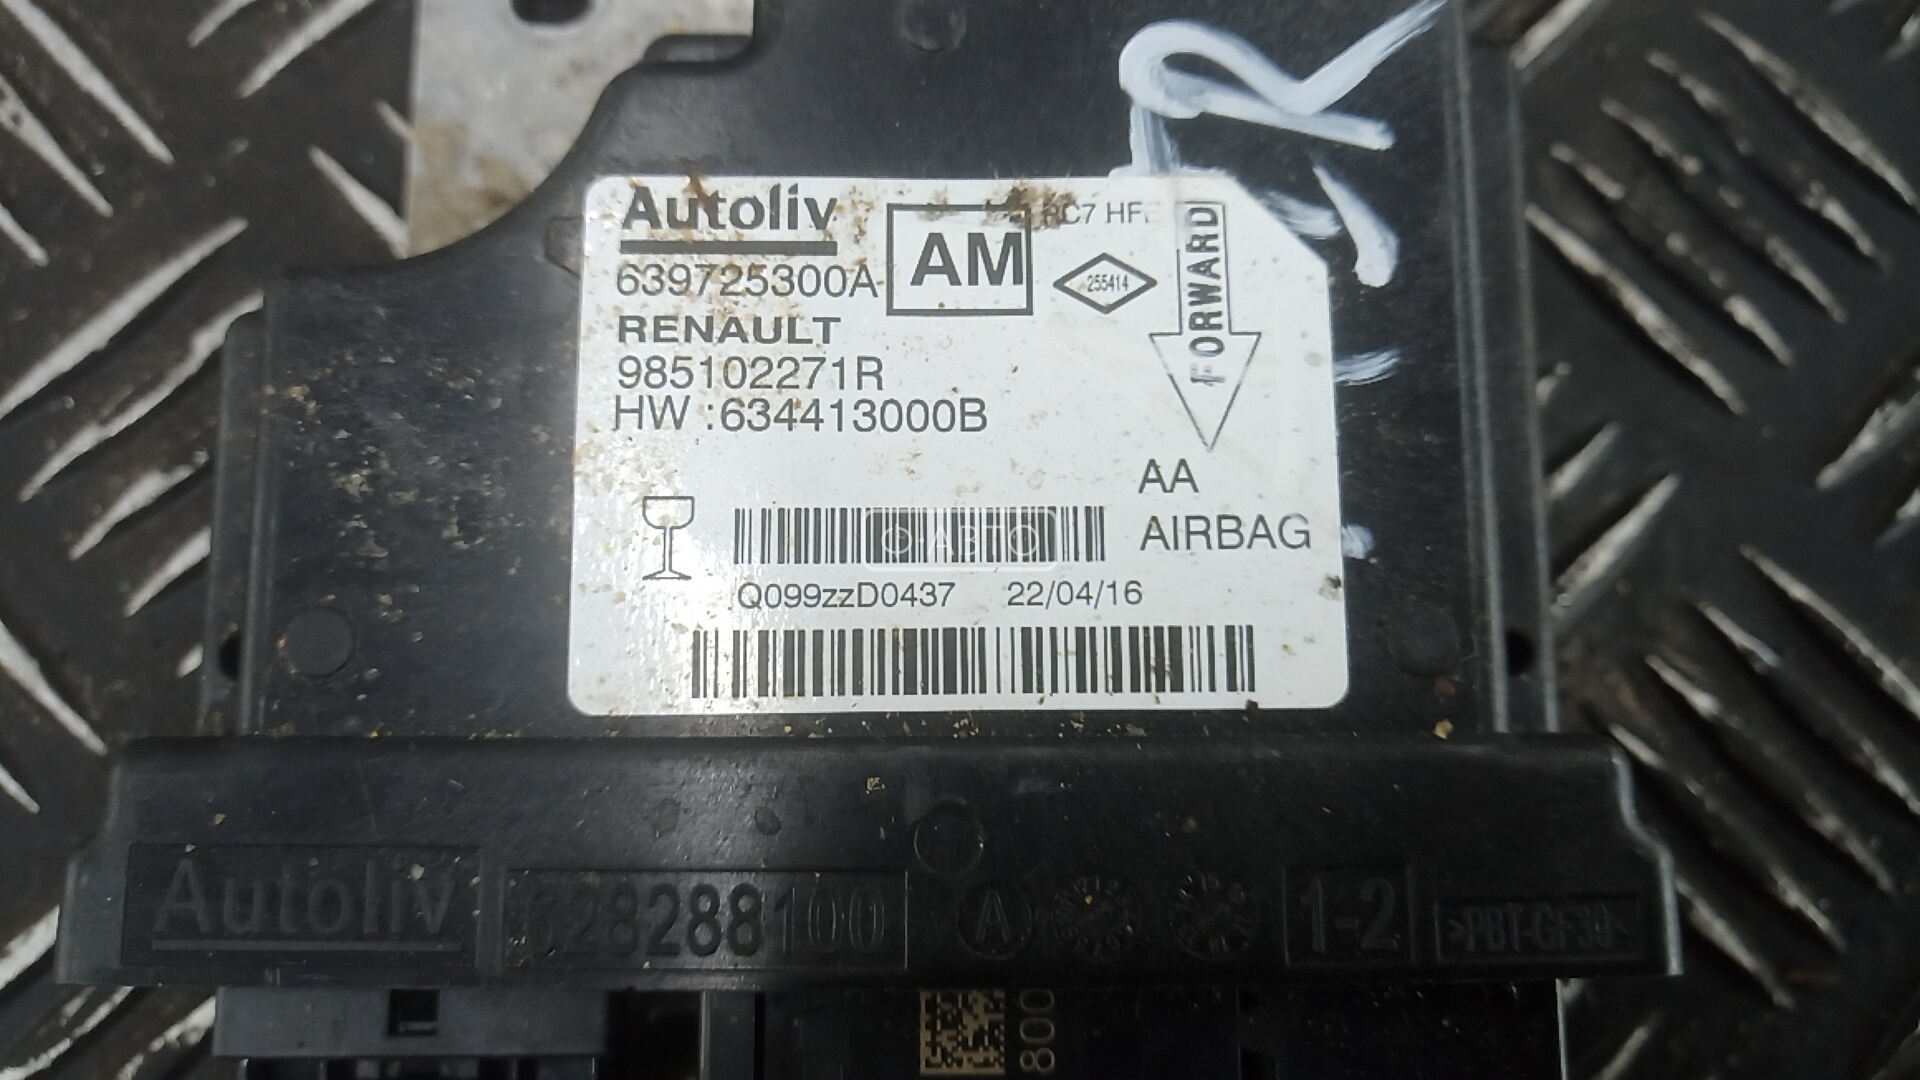 Autoliv
AM
639725300A
255414
FORWARD
RENAULT
985102271R
HW :634413000B
AA
AIRBAG
Q099zzD0437 22/04/16
Autoliv 628288100 A 1-2 >PBT-GF30<
800